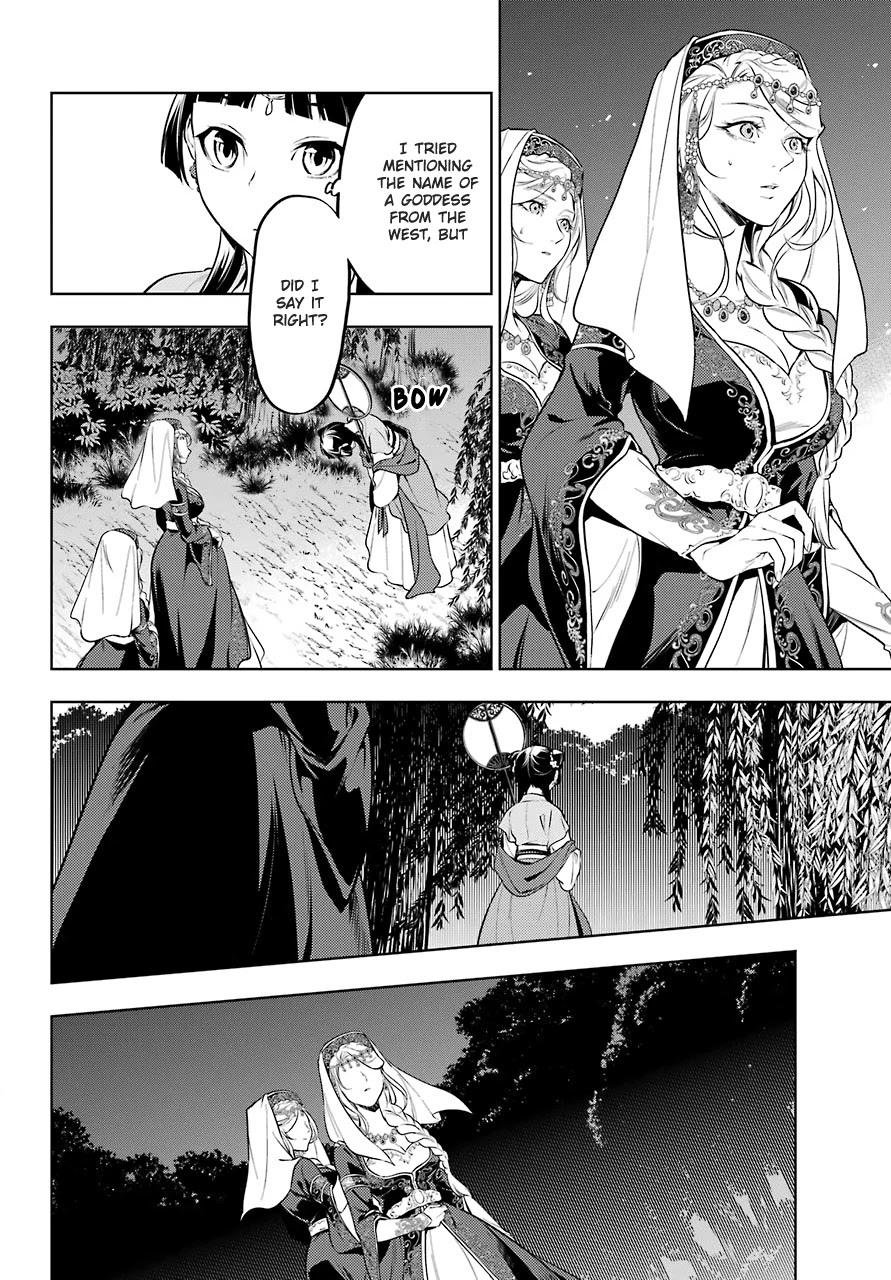 I TRIED
MENTIONING
THE NAME OF
A GODDESS
FROM THE
WEST, BUT
DID I
SAY IT
RIGHT?
BOW